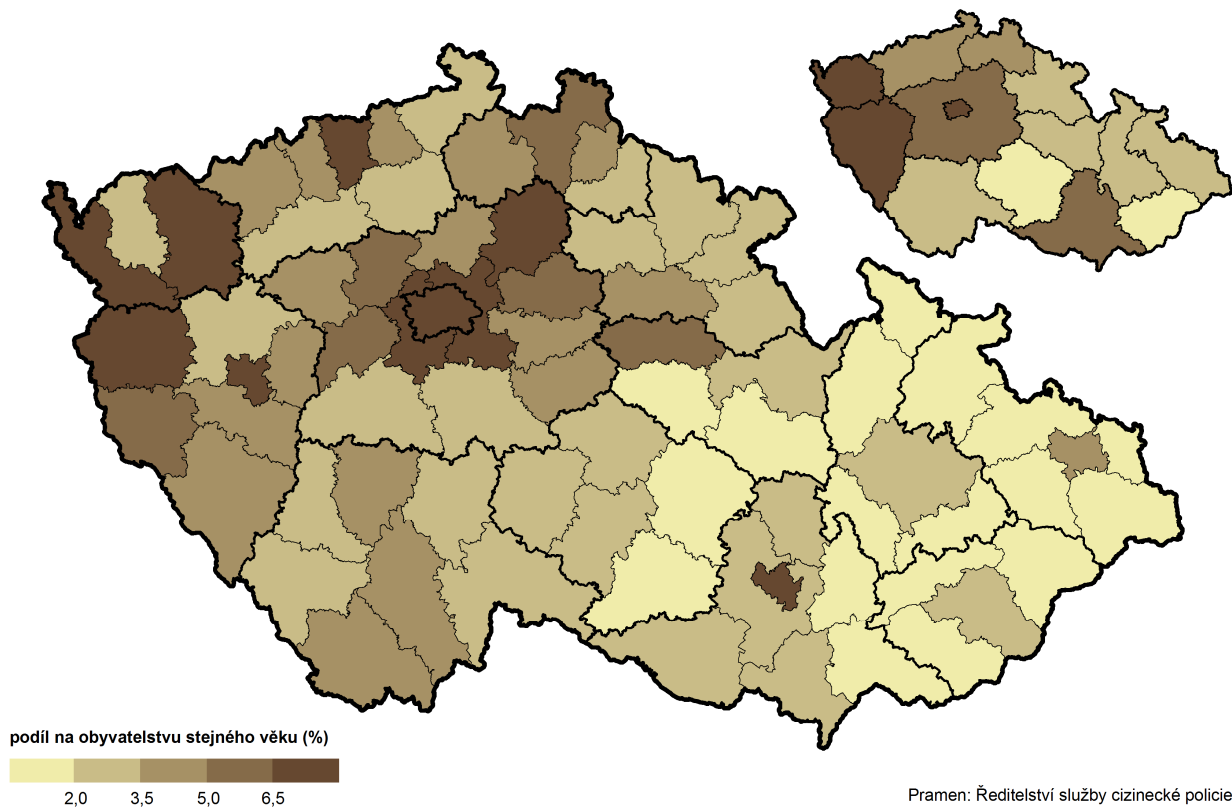 podíl na obyvatelstvu stejného věku (%)
2,0 3,5 5,0 6,5
Pramen: Ředitelství služby cizinecké policie